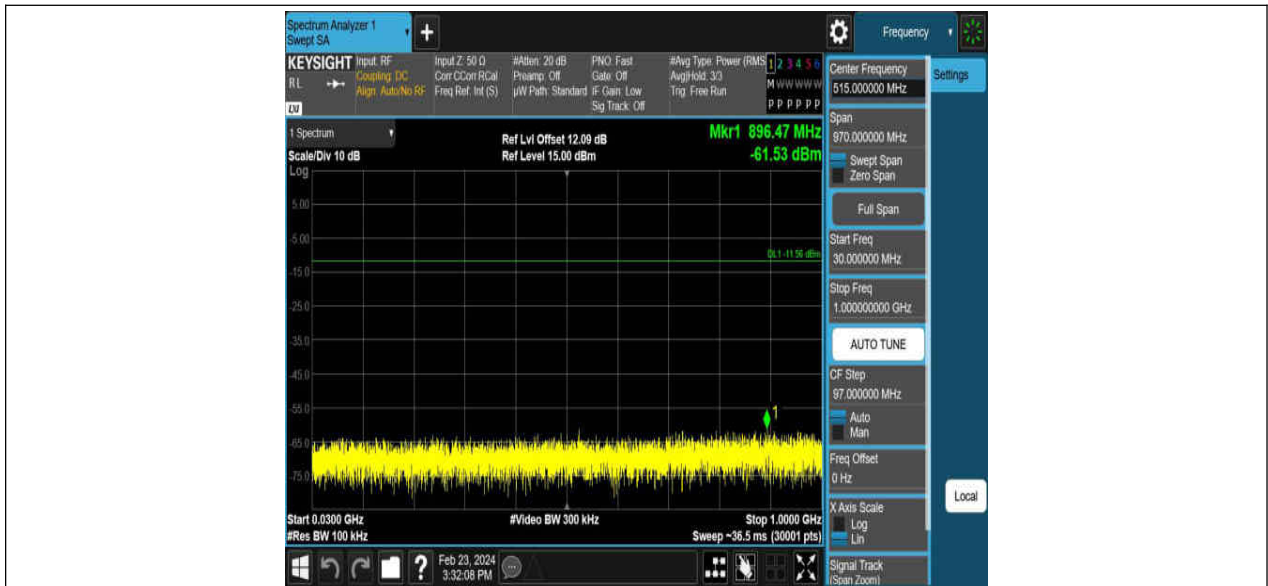 Spectrum Analyzer 1
Swept SA
+
Frequency
KEYSIGHT
RL
LXI
Input: RF
Coupling: DC
Align: Auto/No RF
Input Z: 50 Ω
Corr CCorr RCal
Freq Ref: Int (S)
#Atten: 20 dB
Preamp: Off
µW Path: Standard
PNO: Fast
Gate: Off
IF Gain: Low
Sig Track: Off
#Avg Type: Power (RMS
Avg|Hold: 3/3
Trig: Free Run
1 2 3 4 5 6
M W W W W W
P P P P P P
1 Spectrum
Scale/Div 10 dB
Log
Ref Lvl Offset 12.09 dB
Ref Level 15.00 dBm
Mkr1 896.47 MHz
-61.53 dBm
5.00
-5.00
DL1 -11.56 dBm
-15.0
-25.0
-35.0
-45.0
-55.0
1
-65.0
-75.0
Start 0.0300 GHz
#Res BW 100 kHz
#Video BW 300 kHz
Stop 1.0000 GHz
Sweep ~36.5 ms (30001 pts)
?
Feb 23, 2024
3:32:08 PM
Center Frequency
515.000000 MHz
Span
970.000000 MHz
Swept Span
Zero Span
Full Span
Start Freq
30.000000 MHz
Stop Freq
1.000000000 GHz
AUTO TUNE
CF Step
97.000000 MHz
Auto
Man
Freq Offset
0 Hz
X Axis Scale
Log
Lin
Signal Track
(Span Zoom)
Settings
Local